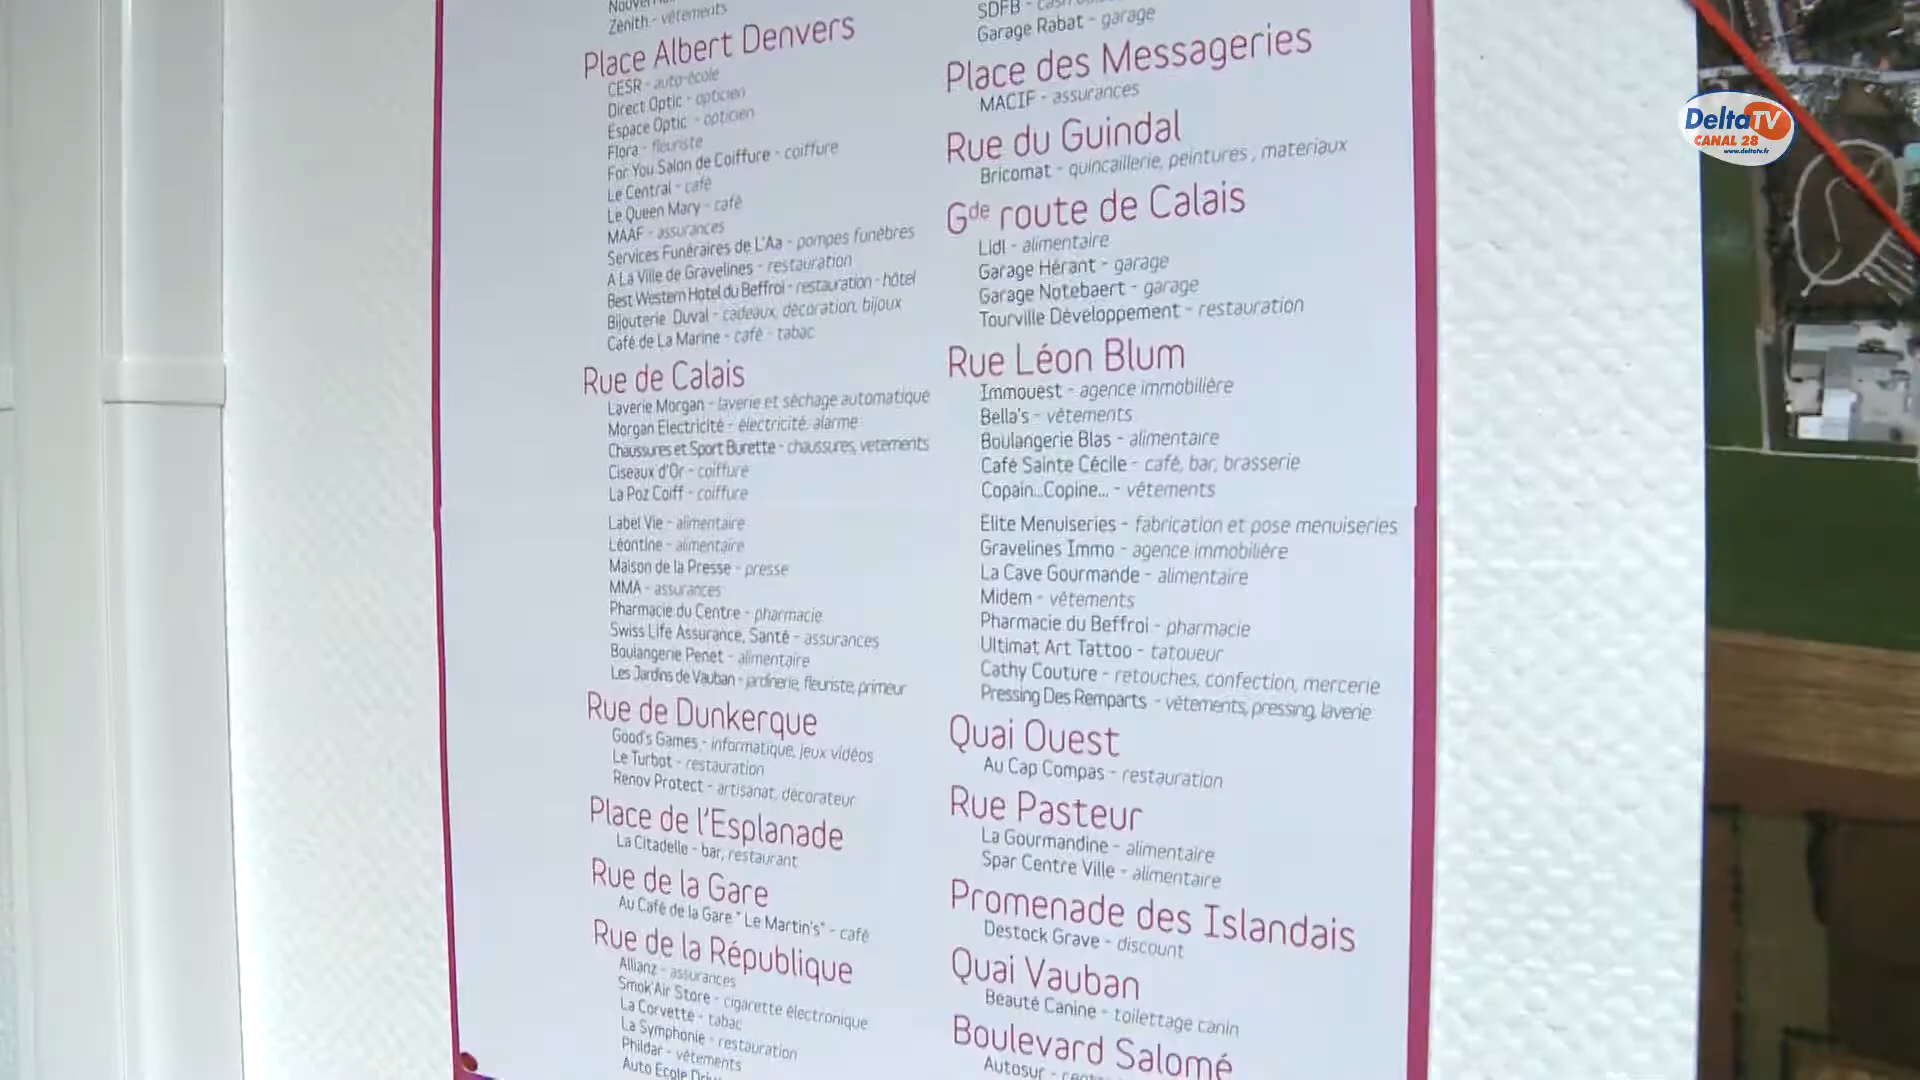 Zenith - vêtements
Place Albert Denvers
CESR - auto-école
Direct Optic - opticien
Espace Optic - opticien
Flora - fleuriste
For You Salon de Coiffure - coiffure
Le Central - café
Le Queen Mary - café
MAAF - assurances
Services Funéraires de L'Aa - pompes funèbres
A La Ville de Gravelines - restauration
Best Western Hotel du Beffroi - restauration - hôtel
Bijouterie Duval - cadeaux, décoration, bijoux
Café de La Marine - café - tabac
Rue de Calais
Laverie Morgan - laverie et séchage automatique
Morgan Electricité - électricité, alarme
Chaussures et Sport Burette - chaussures, vetements
Ciseaux d'Or - coiffure
La Poz Coiff - coiffure
Label Vie - alimentaire
Léontine - alimentaire
Maison de la Presse - presse
MMA - assurances
Pharmacie du Centre - pharmacie
Swiss Life Assurance, Santé - assurances
Boulangerie Penet - alimentaire
Les Jardins de Vauban - jardinerie, fleuriste, primeur
Rue de Dunkerque
Good's Games - informatique, jeux vidéos
Le Turbot - restauration
Renov Protect - artisanat, décorateur
Place de l'Esplanade
La Citadelle - bar, restaurant
Rue de la Gare
Au Café de la Gare " Le Martin's" - café
Rue de la République
Allianz - assurances
Smok'Air Store - cigarette électronique
La Corvette - tabac
La Symphonie - restauration
Phildar - vêtements
Auto Ecole
SDFB -
Garage Rabat - garage
Place des Messageries
MACIF - assurances
Rue du Guindal
Bricomat - quincaillerie, peintures , materiaux
Gde route de Calais
Lidl - alimentaire
Garage Hérant - garage
Garage Notebaert - garage
Tourville Développement - restauration
Rue Léon Blum
Immouest - agence immobilière
Bella's - vêtements
Boulangerie Blas - alimentaire
Café Sainte Cécile - café, bar, brasserie
Copain...Copine... - vêtements
Elite Menuiseries - fabrication et pose menuiseries
Gravelines Immo - agence immobilière
La Cave Gourmande - alimentaire
Midem - vêtements
Pharmacie du Beffroi - pharmacie
Ultimat Art Tattoo - tatoueur
Cathy Couture - retouches, confection, mercerie
Pressing Des Remparts - vêtements, pressing, laverie
Quai Ouest
Au Cap Compas - restauration
Rue Pasteur
La Gourmandine - alimentaire
Spar Centre Ville - alimentaire
Promenade des Islandais
Destock Grave - discount
Quai Vauban
Beauté Canine - toilettage canin
Boulevard Salomé
Autosur -
DeltaTV
CANAL 28
www.deltatv.fr